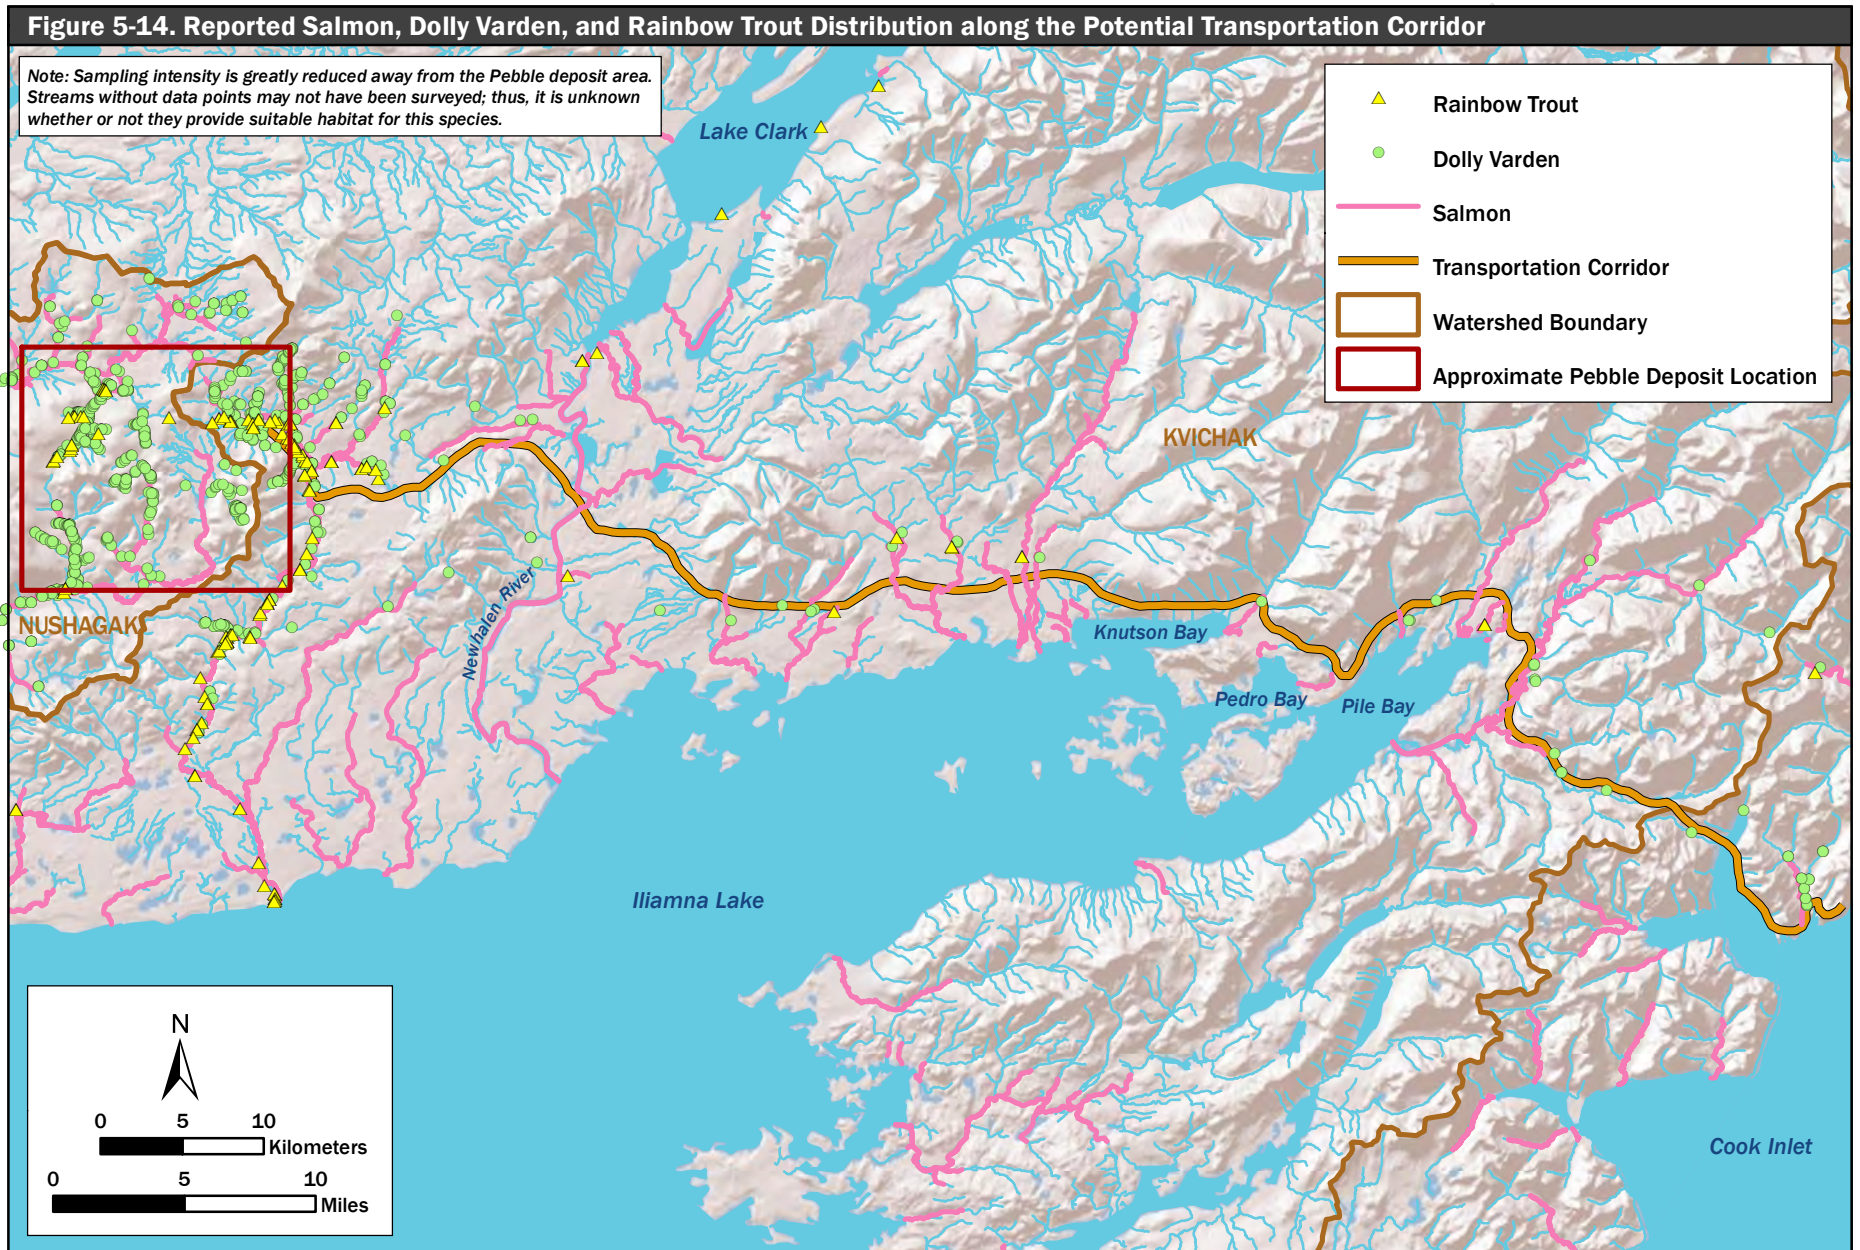 Figure 5-14. Reported Salmon, Dolly Varden, and Rainbow Trout Distribution along the Potential Transportation Corridor
Note: Sampling intensity is greatly reduced away from the Pebble deposit area.
Streams without data points may not have been surveyed; thus, it is unknown
whether or not they provide suitable habitat for this species.
Rainbow Trout
Dolly Varden
Salmon
Transportation Corridor
Watershed Boundary
Approximate Pebble Deposit Location
Lake Clark
KVICHAK
NUSHAGAK
Newhalen River
Knutson Bay
Pedro Bay
Pile Bay
Iliamna Lake
Cook Inlet
N
0 5 10
Kilometers
0 5 10
Miles